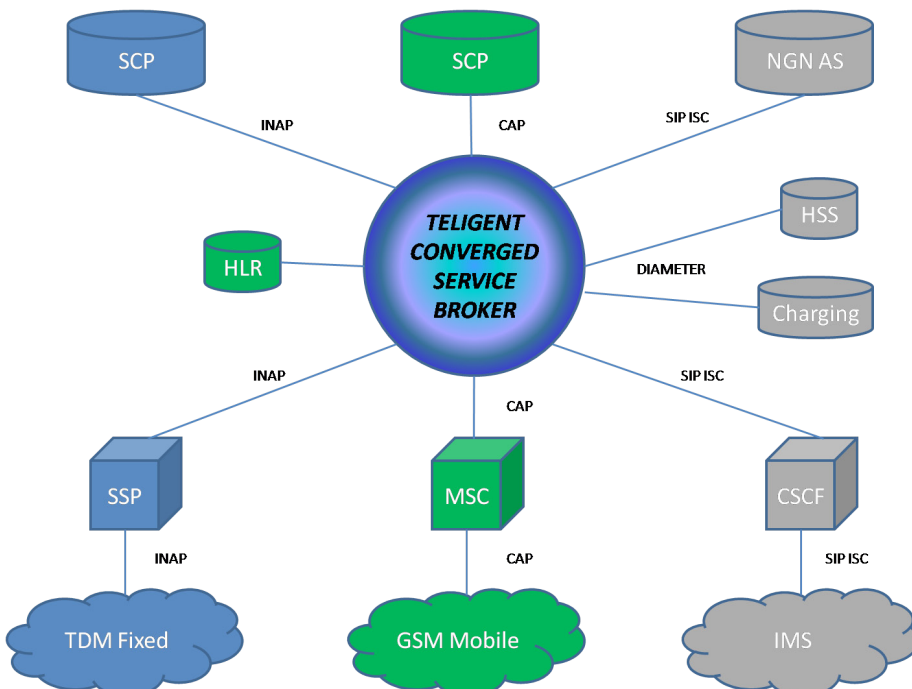 SCP
SCP
NGN AS
INAP
CAP
SIP ISC
TELIGENT
CONVERGED
SERVICE
BROKER
HLR
HSS
DIAMETER
Charging
INAP
CAP
SIP ISC
SSP
MSC
CSCF
INAP
CAP
SIP ISC
TDM Fixed
GSM Mobile
IMS